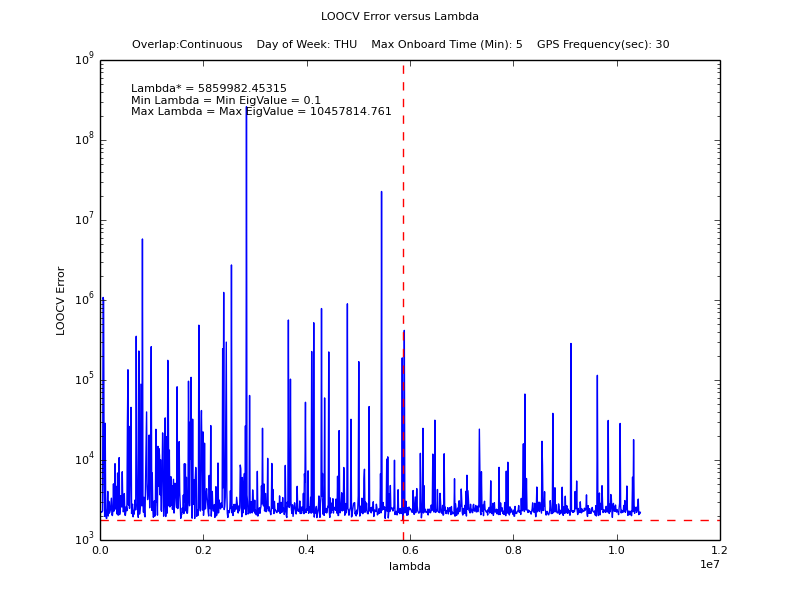 LOOCV Error versus Lambda
Overlap:Continuous    Day of Week: THU    Max Onboard Time (Min): 5    GPS Frequency(sec): 30
Lambda* = 5859982.45315
Min Lambda = Min EigValue = 0.1
Max Lambda = Max EigValue = 10457814.761
LOOCV Error
10^9
10^8
10^7
10^6
10^5
10^4
10^3
0.0 0.2 0.4 0.6 0.8 1.0 1.2
1e7
lambda